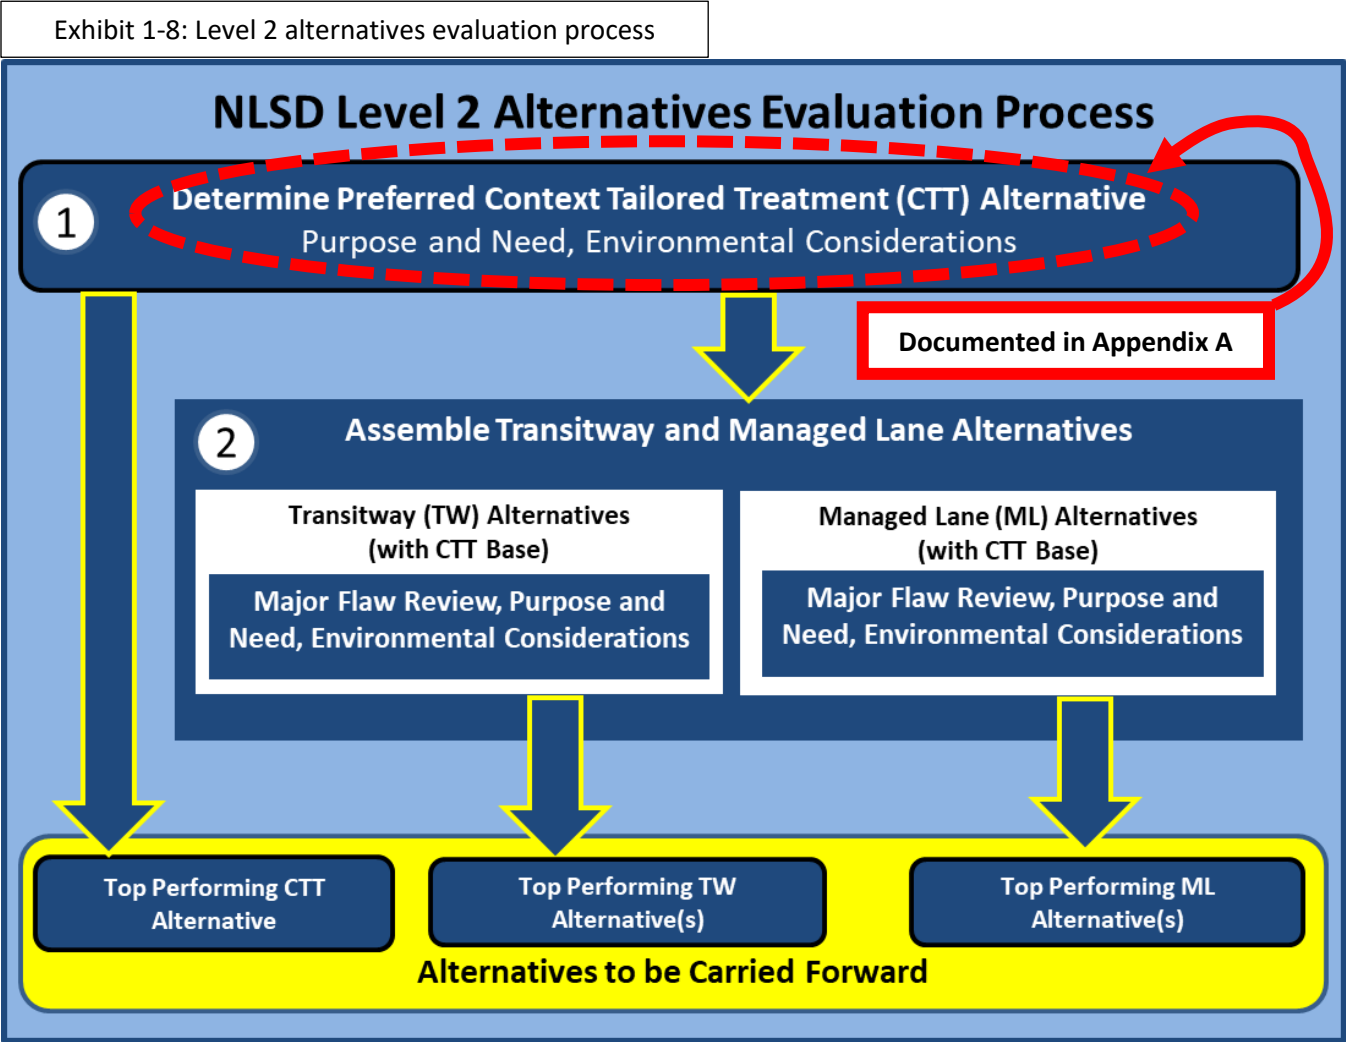 Exhibit 1-8: Level 2 alternatives evaluation process
NLSD Level 2 Alternatives Evaluation Process
1
Determine Preferred Context Tailored Treatment (CTT) Alternative
Purpose and Need, Environmental Considerations
Documented in Appendix A
2
Assemble Transitway and Managed Lane Alternatives
Transitway (TW) Alternatives
(with CTT Base)
Major Flaw Review, Purpose and
Need, Environmental Considerations
Managed Lane (ML) Alternatives
(with CTT Base)
Major Flaw Review, Purpose and
Need, Environmental Considerations
Top Performing CTT
Alternative
Top Performing TW
Alternative(s)
Top Performing ML
Alternative(s)
Alternatives to be Carried Forward